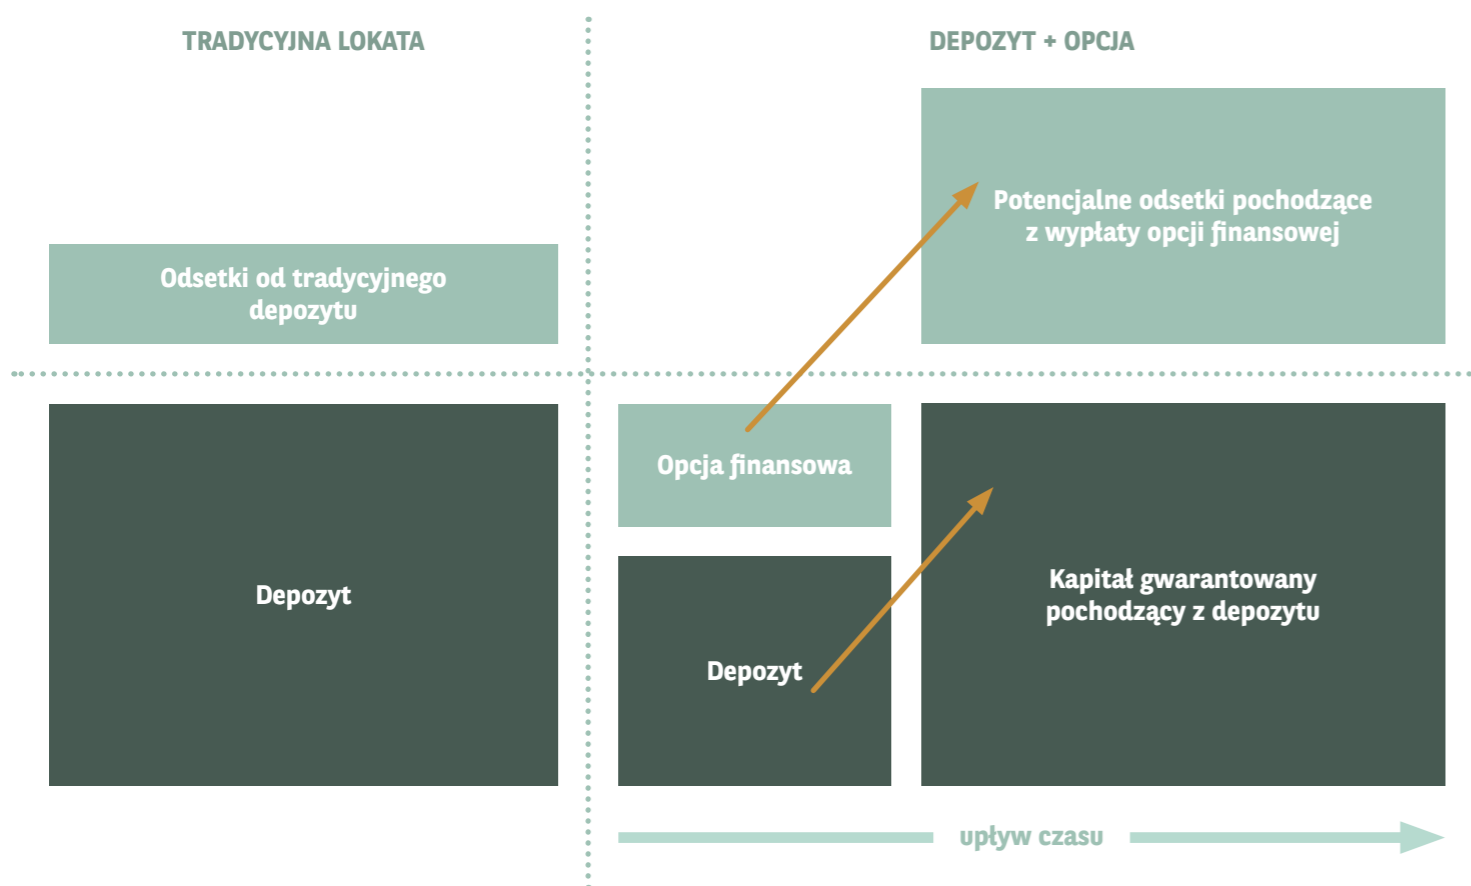 TRADYCYJNA LOKATA
Odsetki od tradycyjnego
depozytu
Depozyt
DEPOZYT + OPCJA
Potencjalne odsetki pochodzące
z wypłaty opcji finansowej
Opcja finansowa
Depozyt
Kapitał gwarantowany
pochodzący z depozytu
upływ czasu